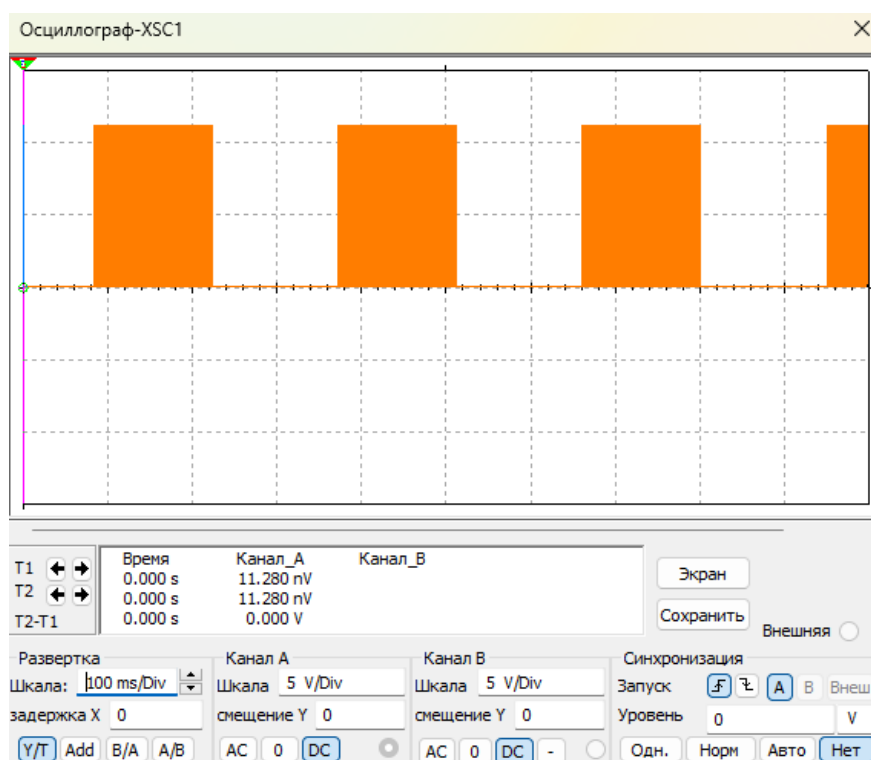 Осциллограф-XSC1
Время Канал_A Канал_B
T1 0.000 s 11.280 nV
T2 0.000 s 11.280 nV
T2-T1 0.000 s 0.000 V
Экран
Сохранить
Внешняя
Развертка Канал A Канал B Синхронизация
Шкала: 100 ms/Div Шкала 5 V/Div Шкала 5 V/Div Запуск A B Внеш
задержка X 0 смещение Y 0 смещение Y 0 Уровень 0 V
Y/T Add B/A A/B AC 0 DC AC 0 DC - Одн. Норм Авто Нет